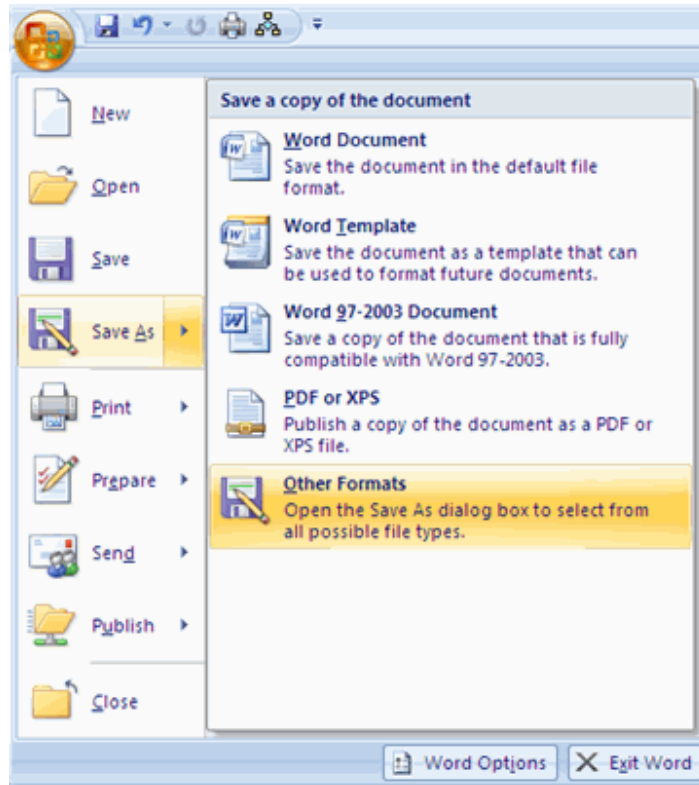 New
Open
Save
Save As
Print
Prepare
Send
Publish
Close
Save a copy of the document
Word Document
Save the document in the default file
format.
Word Template
Save the document as a template that can
be used to format future documents.
Word 97-2003 Document
Save a copy of the document that is fully
compatible with Word 97-2003.
PDF or XPS
Publish a copy of the document as a PDF or
XPS file.
Other Formats
Open the Save As dialog box to select from
all possible file types.
Word Options
Exit Word